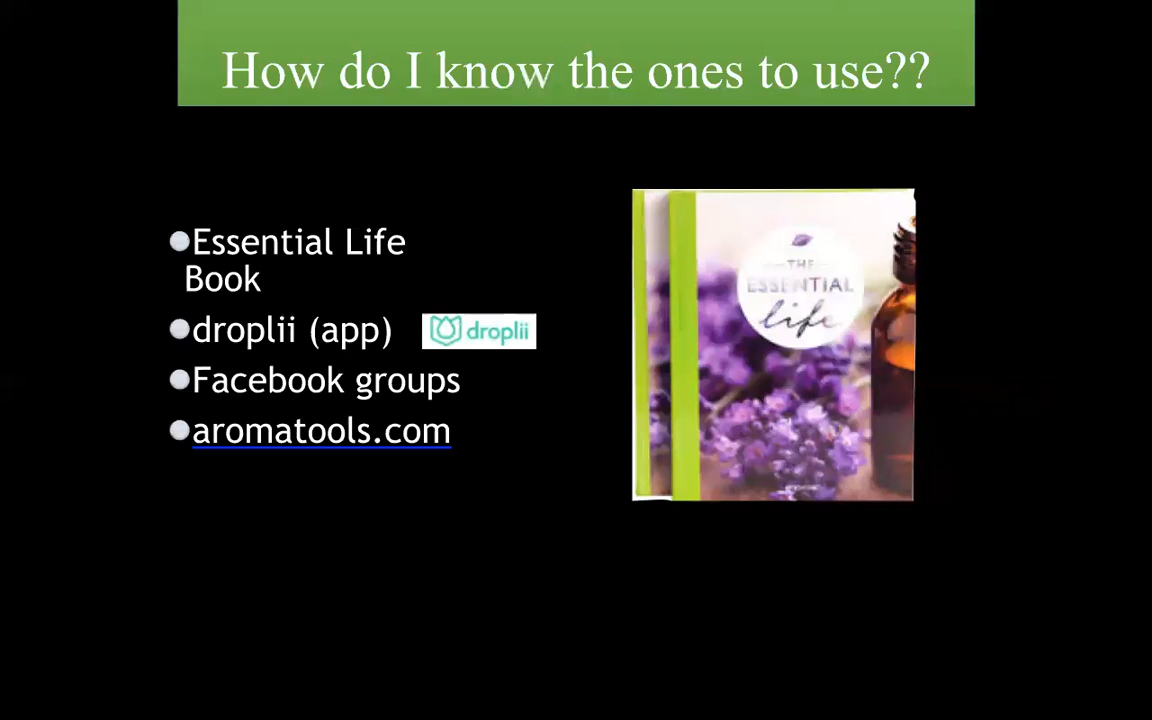 How do I know the ones to use??
Essential Life
Book
droplii (app)
droplii
Facebook groups
aromatools.com
THE
ESSENTIAL
life